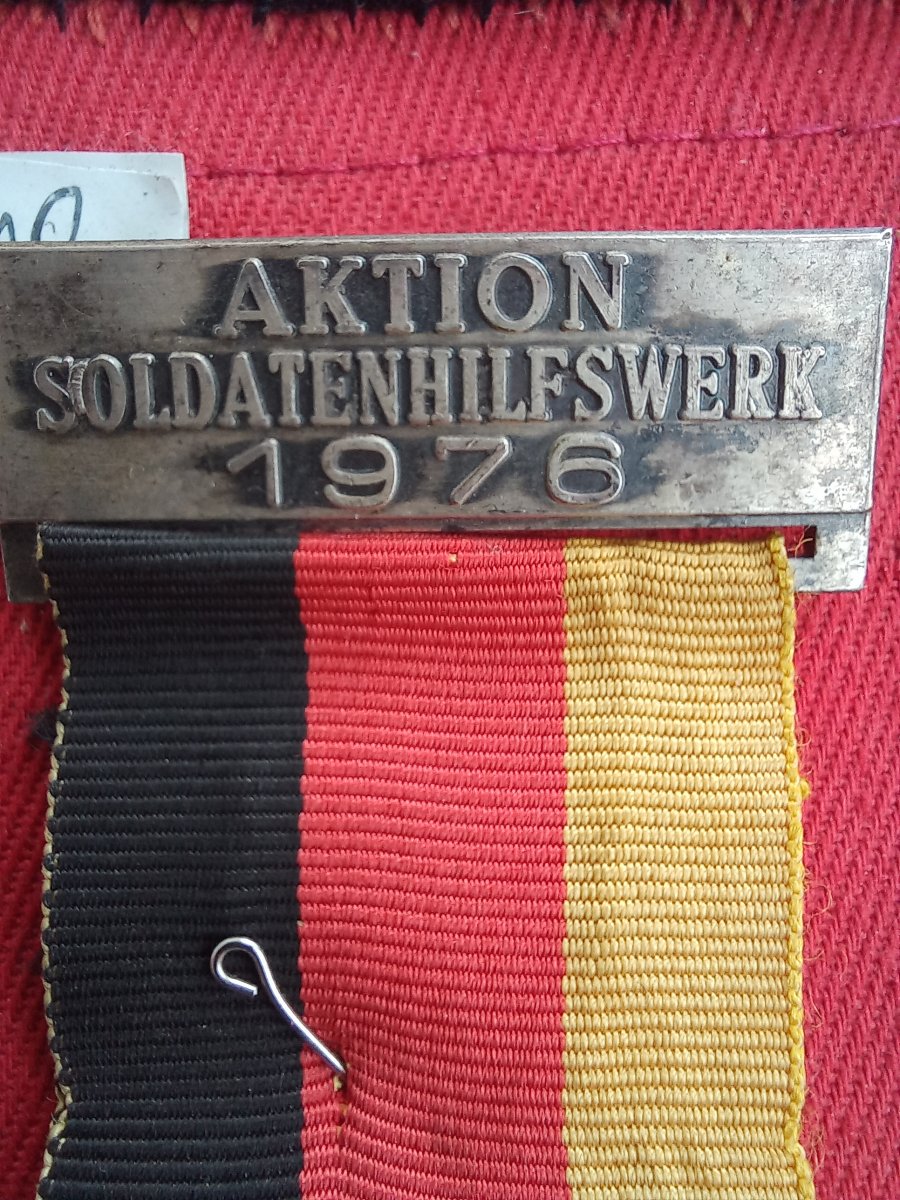 AKTION
SOLDATENHILFSWERK
1976